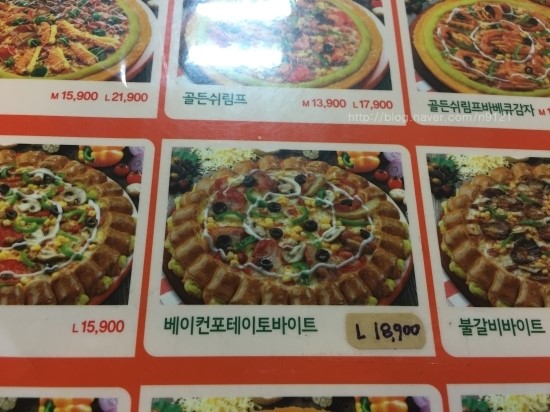 M 15,900 L 21,900
골든쉬림프
M 13,900 L 17,900
골든쉬림프바베큐감자
http://blog.naver.com/n9121
L 15,900
베이컨포테이토바이트
L 18,900
불갈비바이트